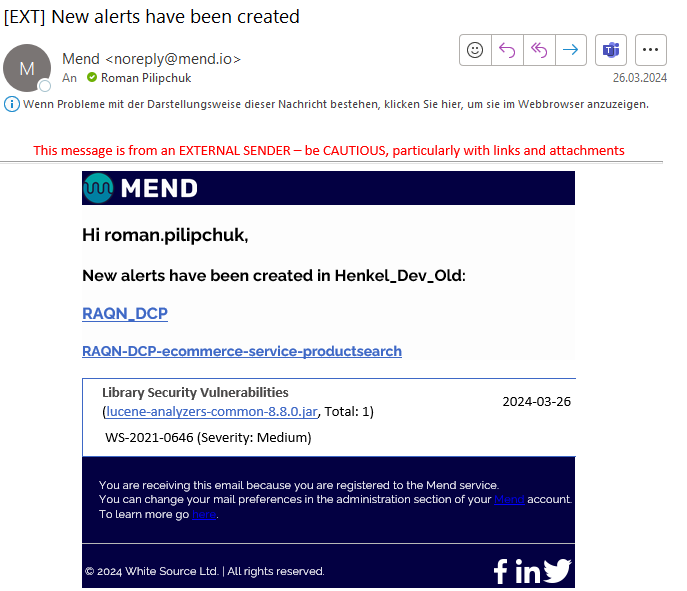 [EXT] New alerts have been created
M
Mend <noreply@mend.io>
An Roman Pilipchuk
26.03.2024
Wenn Probleme mit der Darstellungsweise dieser Nachricht bestehen, klicken Sie hier, um sie im Webbrowser anzuzeigen.
This message is from an EXTERNAL SENDER – be CAUTIOUS, particularly with links and attachments
MEND
Hi roman.pilipchuk,
New alerts have been created in Henkel_Dev_Old:
RAQN_DCP
RAQN-DCP-ecommerce-service-productsearch
Library Security Vulnerabilities
(lucene-analyzers-common-8.8.0.jar, Total: 1)
2024-03-26
WS-2021-0646 (Severity: Medium)
You are receiving this email because you are registered to the Mend service.
You can change your mail preferences in the administration section of your Mend account.
To learn more go here.
© 2024 White Source Ltd. | All rights reserved.